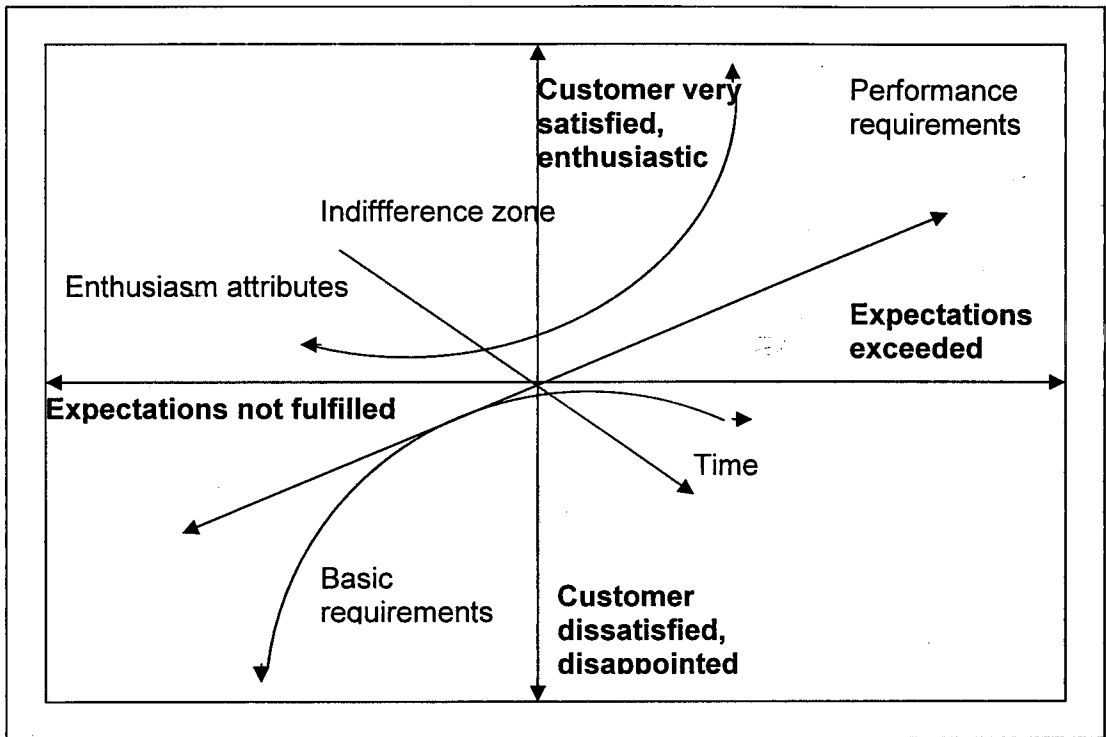 Customer very
satisfied,
enthusiastic
Performance
requirements
Indiffference zone
Enthusiasm attributes
Expectations
exceeded
Expectations not fulfilled
Time
Basic
requirements
Customer
dissatisfied,
disappointed